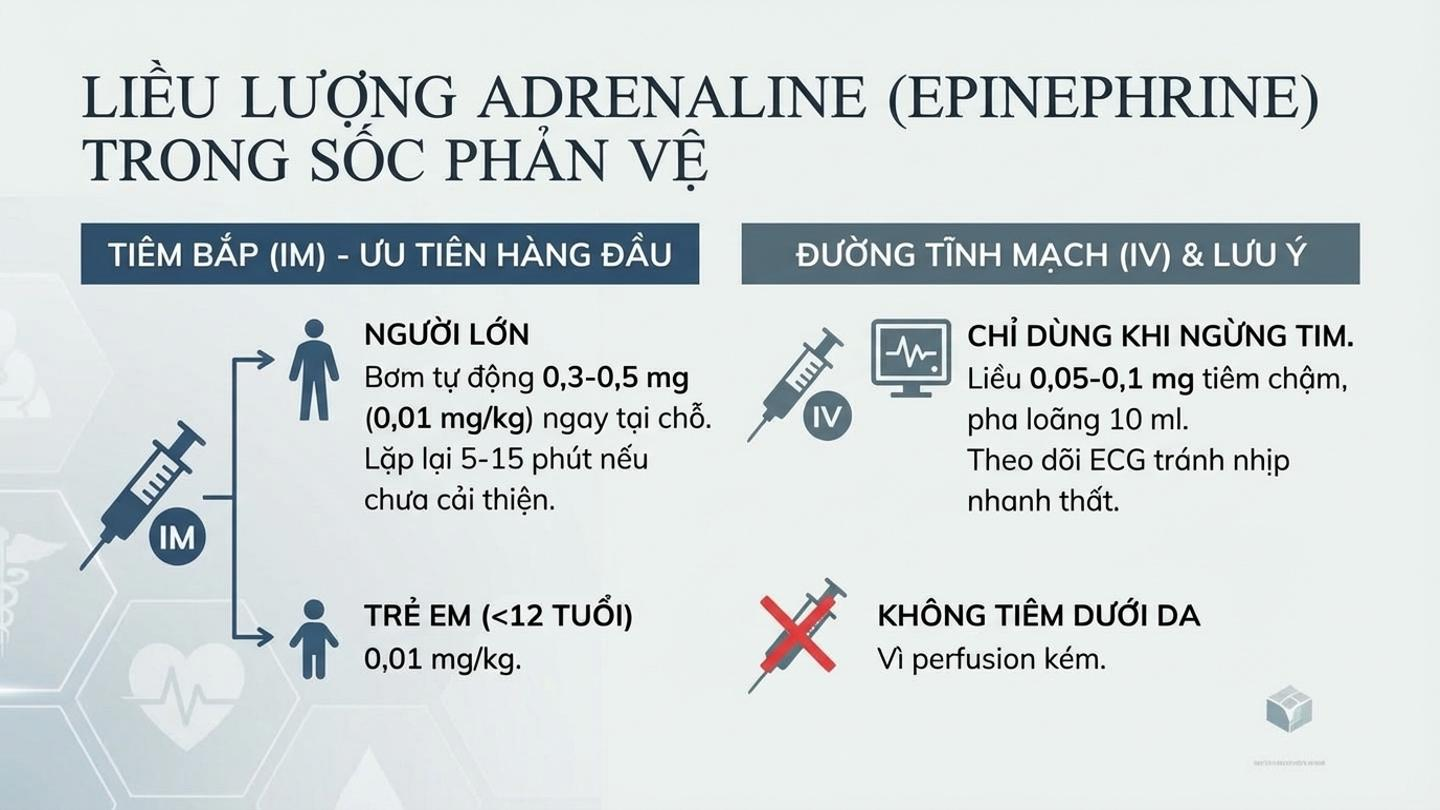 LIỀU LƯỢNG ADRENALINE (EPINEPHRINE)
TRONG SỐC PHẢN VỆ
TIÊM BẮP (IM) - ƯU TIÊN HÀNG ĐẦU
IM
NGƯỜI LỚN
Bơm tự động 0,3-0,5 mg
(0,01 mg/kg) ngay tại chỗ.
Lặp lại 5-15 phút nếu
chưa cải thiện.
TRẺ EM (<12 TUỔI)
0,01 mg/kg.
ĐƯỜNG TĨNH MẠCH (IV) & LƯU Ý
IV
CHỈ DÙNG KHI NGỪNG TIM.
Liều 0,05-0,1 mg tiêm chậm,
pha loãng 10 ml.
Theo dõi ECG tránh nhịp
nhanh thất.
KHÔNG TIÊM DƯỚI DA
Vì perfusion kém.